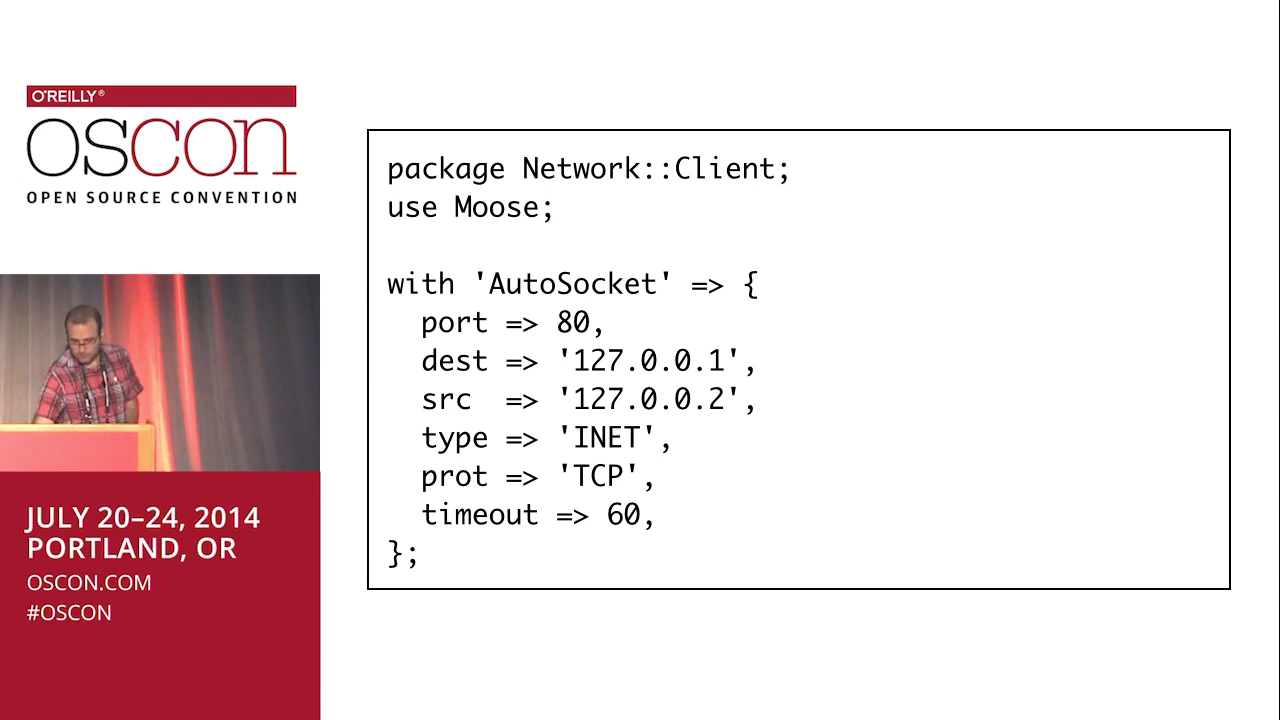 O'REILLY®
OSCON
OPEN SOURCE CONVENTION
JULY 20–24, 2014
PORTLAND, OR
OSCON.COM
#OSCON
package Network::Client;
use Moose;

with 'AutoSocket' => {
  port => 80,
  dest => '127.0.0.1',
  src  => '127.0.0.2',
  type => 'INET',
  prot => 'TCP',
  timeout => 60,
};